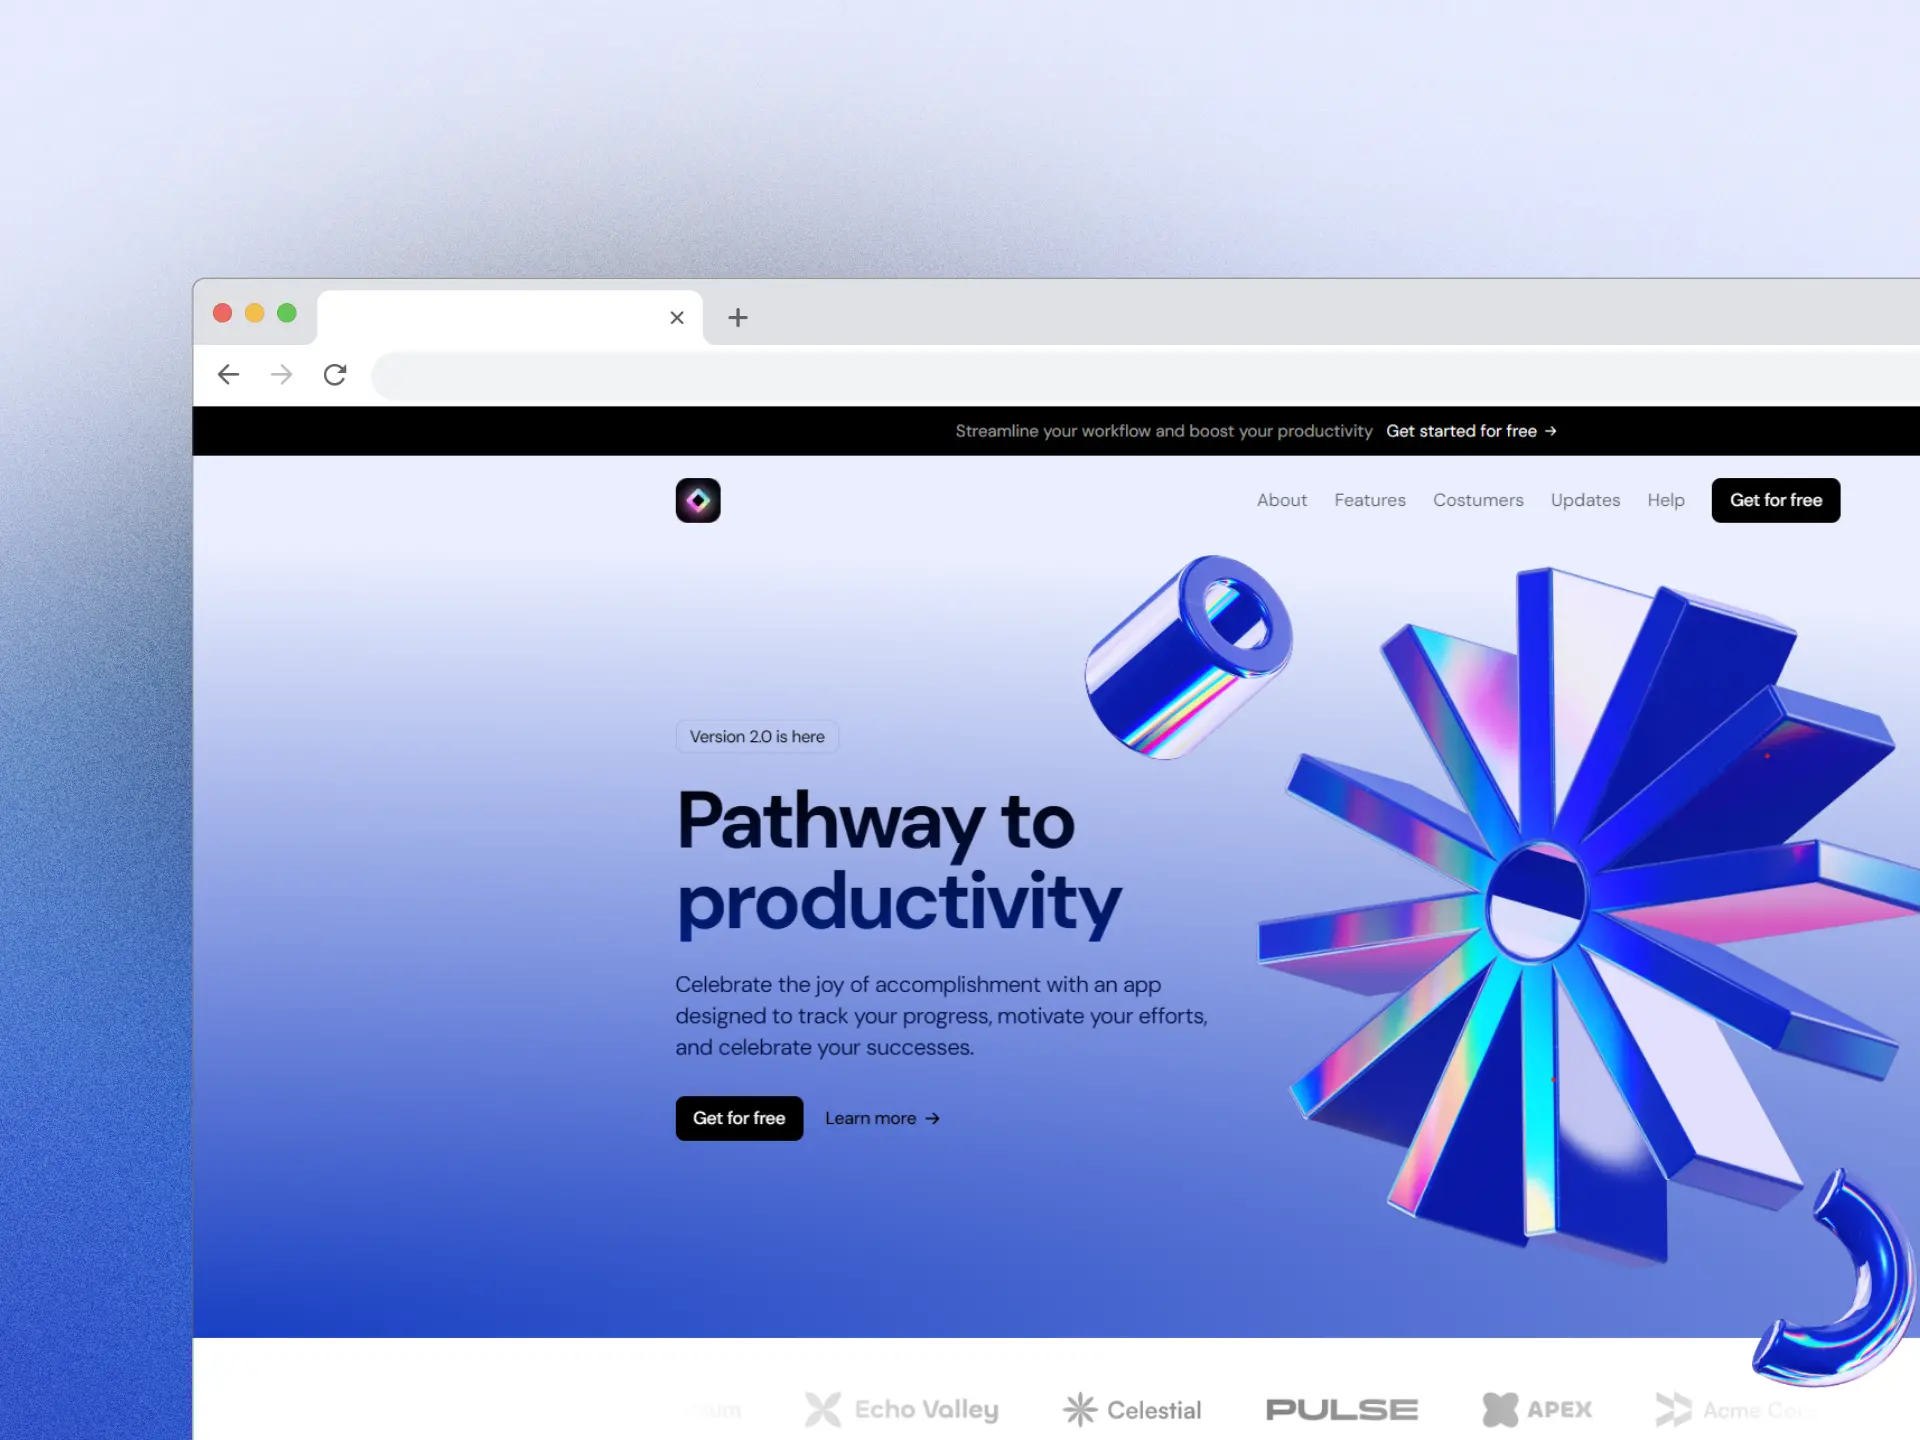 Streamline your workflow and boost your productivity Get started for free →
About Features Costumers Updates Help Get for free
Version 2.0 is here
Pathway to
productivity
Celebrate the joy of accomplishment with an app
designed to track your progress, motivate your efforts,
and celebrate your successes.
Get for free Learn more →
Echo Valley Celestial PULSE APEX Acme